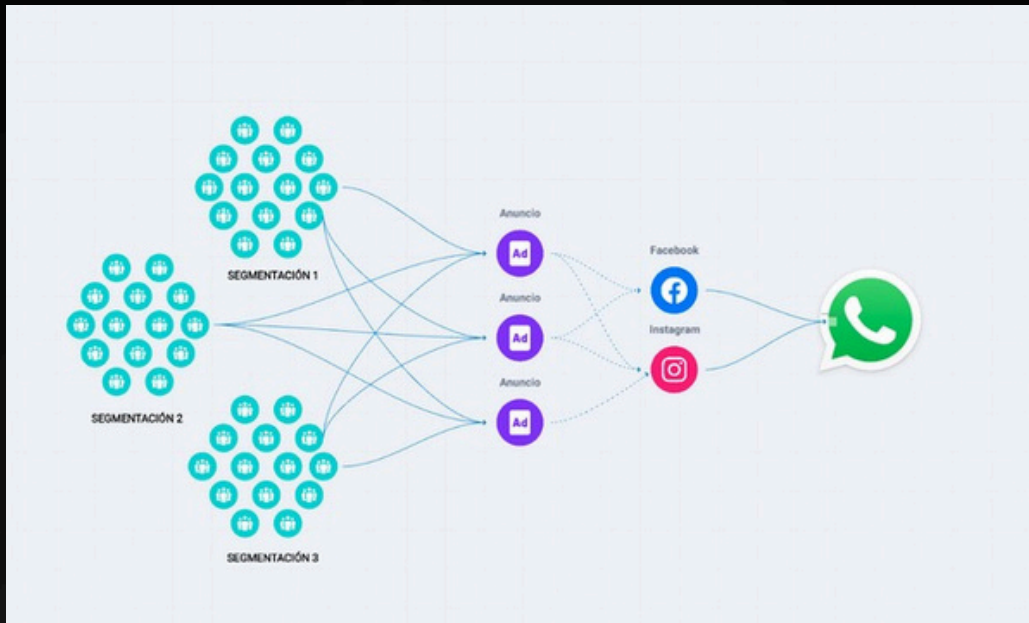 SEGMENTACIÓN 1
SEGMENTACIÓN 2
SEGMENTACIÓN 3
Anuncio
Ad
Anuncio
Ad
Anuncio
Ad
Facebook
Instagram